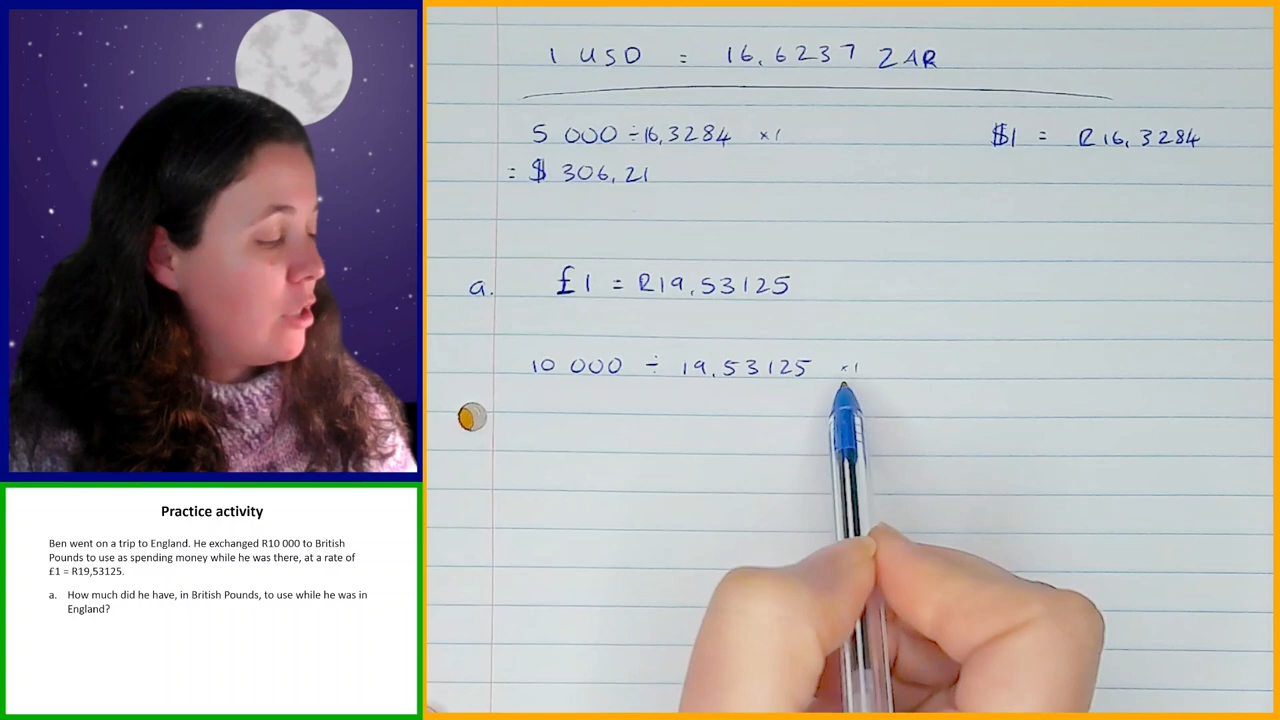 1 USD = 16,6237 ZAR
5 000 ÷ 16,3284 ×1
$1 = R16,3284
= $ 306,21
a. £1 = R19,53125
10 000 ÷ 19,53125 ×1
Practice activity
Ben went on a trip to England. He exchanged R10 000 to British
Pounds to use as spending money while he was there, at a rate of
£1 = R19,53125.
a. How much did he have, in British Pounds, to use while he was in
England?